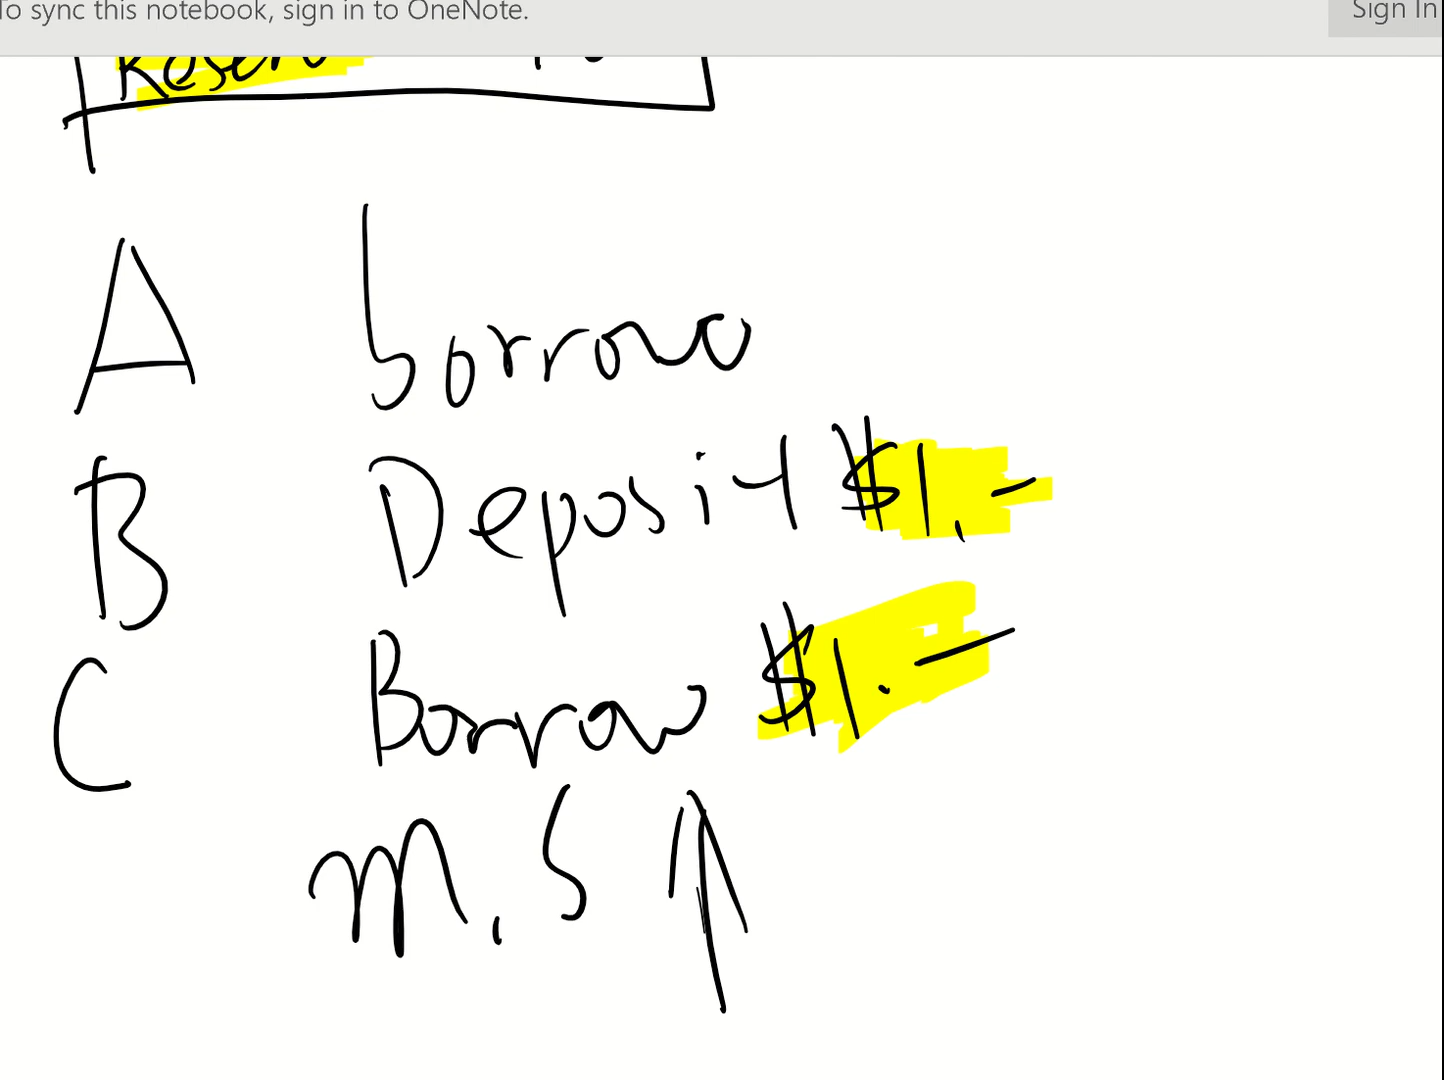 To sync this notebook, sign in to OneNote. Sign In
A borrow
B Deposit $1.-
C Borrow $1.-
M.S ↑